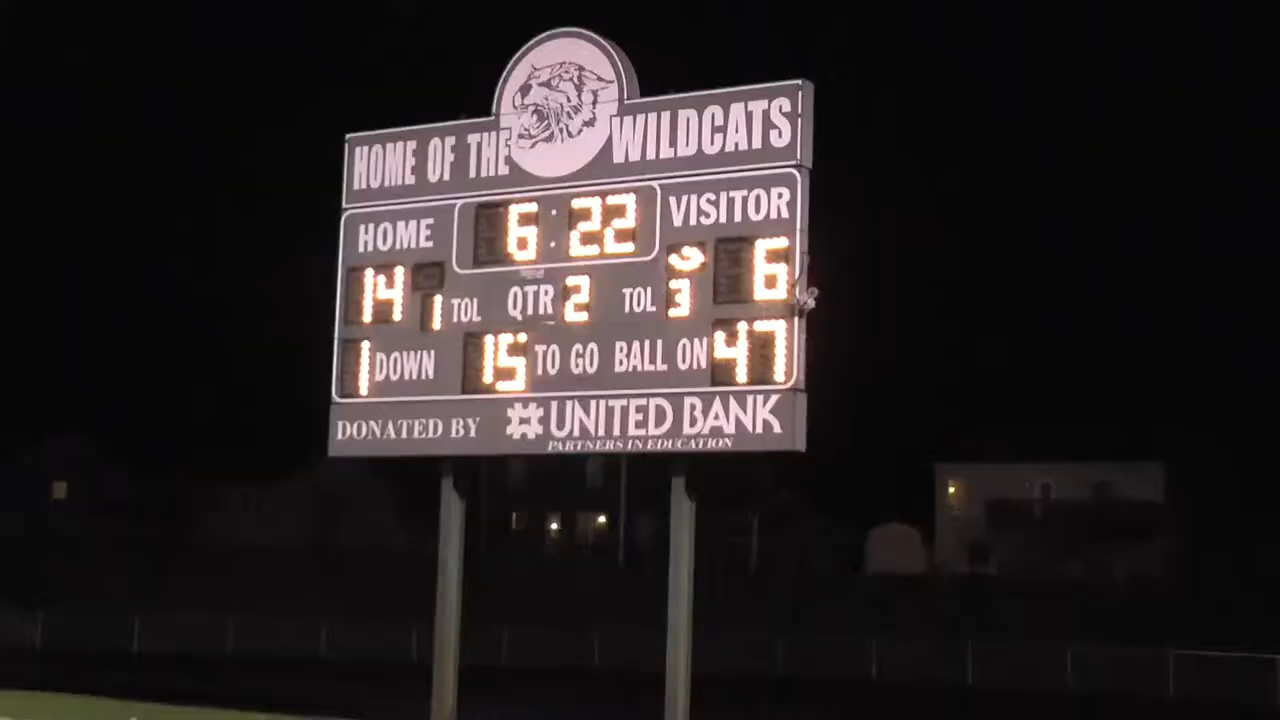 HOME OF THE WILDCATS
HOME 6:22 VISITOR
14 1 TOL QTR 2 TOL 3 6
1 DOWN 15 TO GO BALL ON 47
DONATED BY UNITED BANK
PARTNERS IN EDUCATION